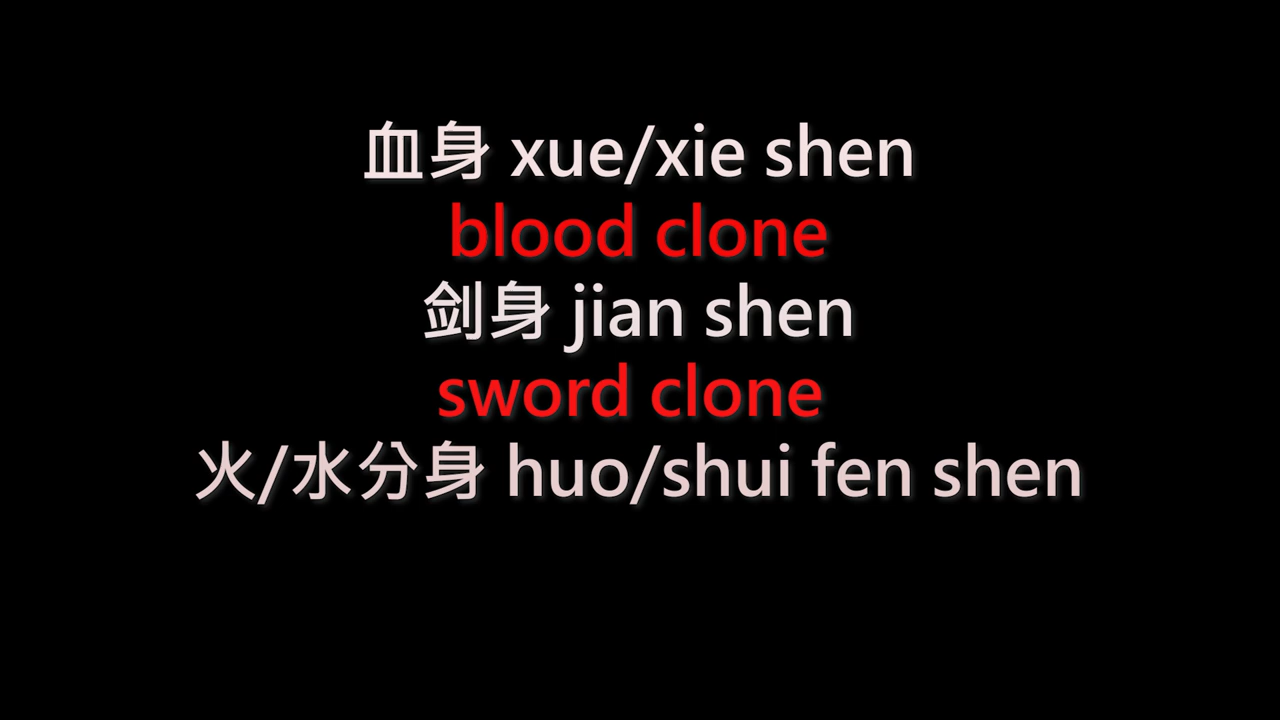 血身 xue/xie shen
blood clone
剑身 jian shen
sword clone
火/水分身 huo/shui fen shen